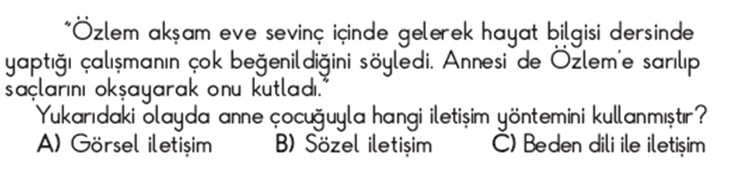 "Özlem akşam eve sevinç içinde gelerek hayat bilgisi dersinde
yaptığı çalışmanın çok beğenildiğini söyledi. Annesi de Özlem'e sarılıp
saçlarını okşayarak onu kutladı."
Yukarıdaki olayda anne çocuğuyla hangi iletişim yöntemini kullanmıştır?
A) Görsel iletişim B) Sözel iletişim C) Beden dili ile iletişim